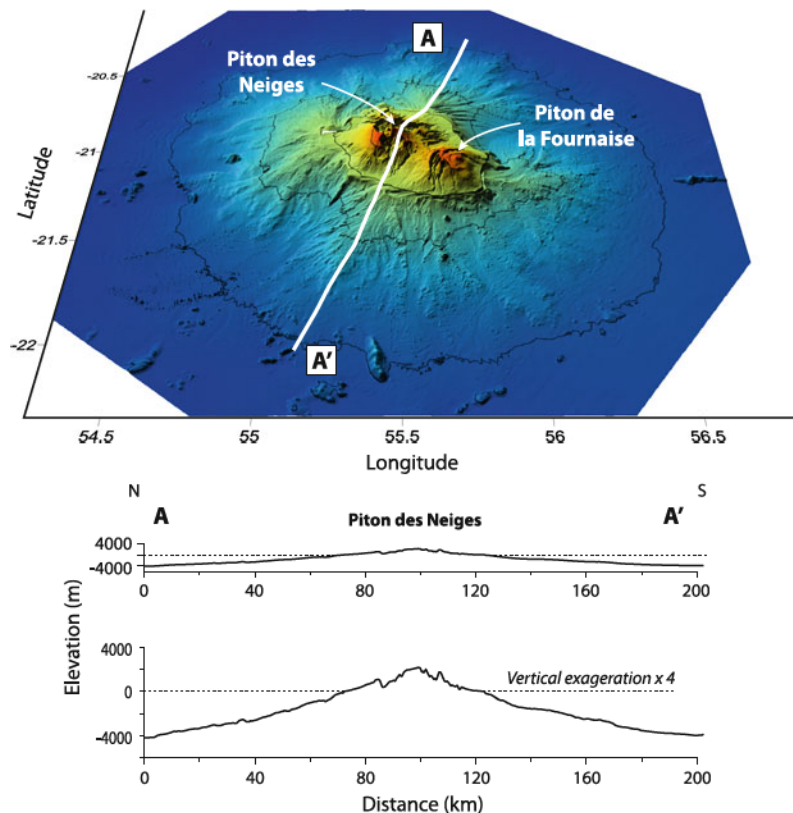 A
Piton des
Neiges
Piton de
la Fournaise
Latitude
-20.5
-21
-21.5
-22
A'
54.5
55
55.5
56
56.5
Longitude
N
S
A
Piton des Neiges
A'
Elevation (m)
4000
-4000
0
40
80
120
160
200
4000
0
-4000
Vertical exageration x 4
0
40
80
120
160
200
Distance (km)